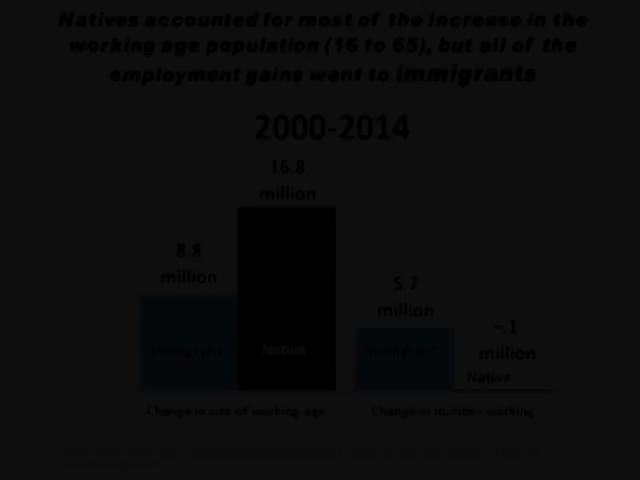 Natives accounted for most of the increase in the
working age population (16 to 65), but all of the
employment gains went to immigrants
2000-2014
16.8
million
8.8
million
5.7
million
-.1
million
Immigrant
Native
Immigrant
Native
Change in size of working age
Change in number working